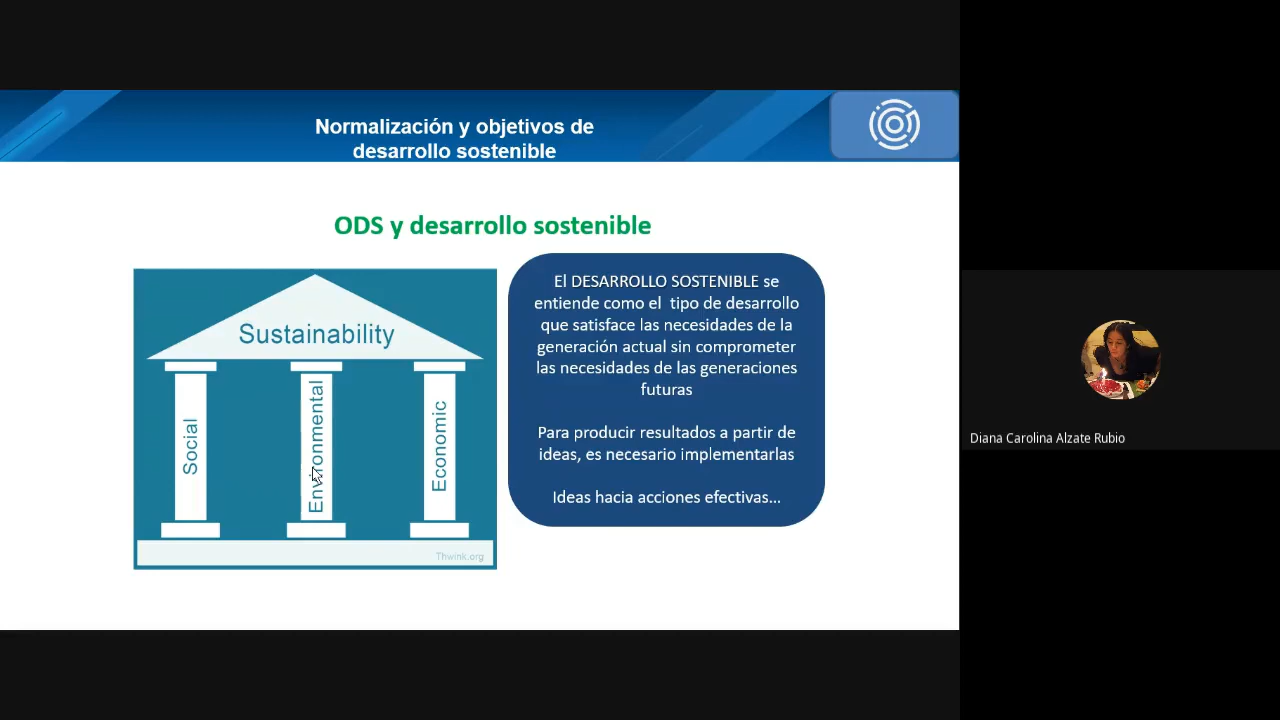 Normalización y objetivos de
desarrollo sostenible
ODS y desarrollo sostenible
Sustainability
Social
Environmental
Economic
Thwink.org
El DESARROLLO SOSTENIBLE se
entiende como el tipo de desarrollo
que satisface las necesidades de la
generación actual sin comprometer
las necesidades de las generaciones
futuras
Para producir resultados a partir de
ideas, es necesario implementarlas
Ideas hacia acciones efectivas...
Diana Carolina Alzate Rubio